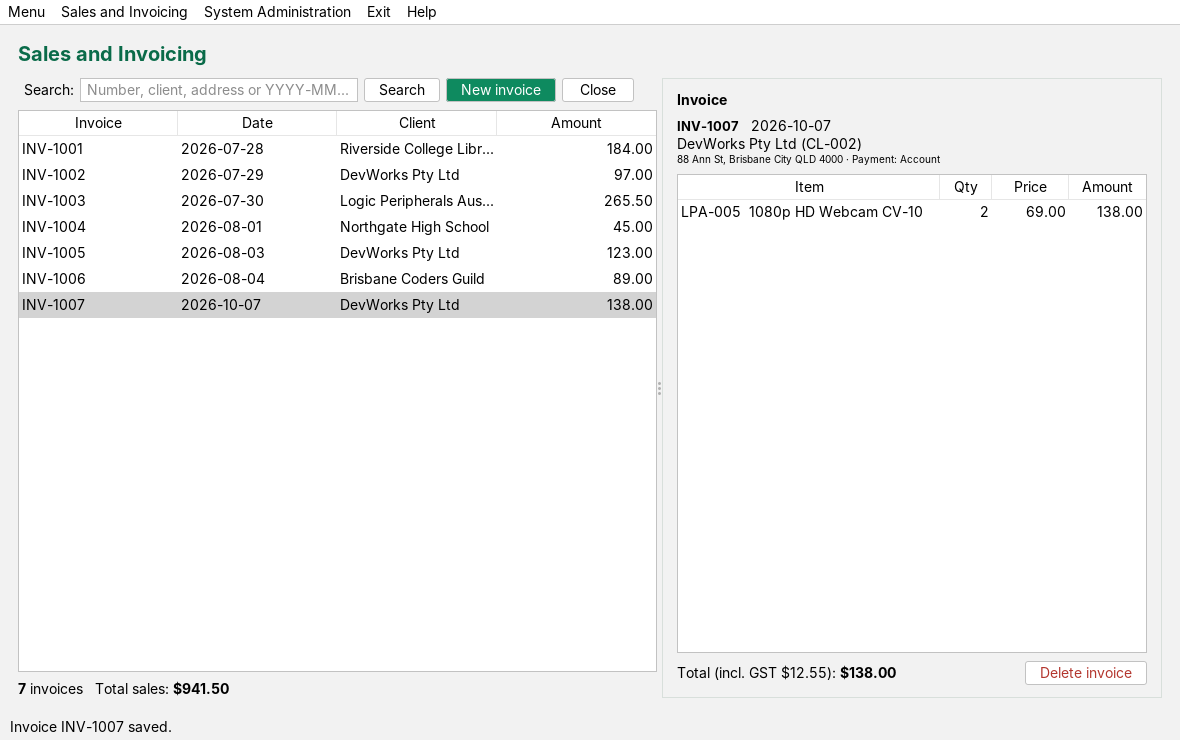 Menu Sales and Invoicing System Administration Exit Help
Sales and Invoicing
Search: Number, client, address or YYYY-MM... Search New invoice Close
Invoice Date Client Amount
INV-1001 2026-07-28 Riverside College Libr... 184.00
INV-1002 2026-07-29 DevWorks Pty Ltd 97.00
INV-1003 2026-07-30 Logic Peripherals Aus... 265.50
INV-1004 2026-08-01 Northgate High School 45.00
INV-1005 2026-08-03 DevWorks Pty Ltd 123.00
INV-1006 2026-08-04 Brisbane Coders Guild 89.00
INV-1007 2026-10-07 DevWorks Pty Ltd 138.00
7 invoices Total sales: $941.50
Invoice
INV-1007 2026-10-07
DevWorks Pty Ltd (CL-002)
88 Ann St, Brisbane City QLD 4000 · Payment: Account
Item Qty Price Amount
LPA-005 1080p HD Webcam CV-10 2 69.00 138.00
Total (incl. GST $12.55): $138.00 Delete invoice
Invoice INV-1007 saved.